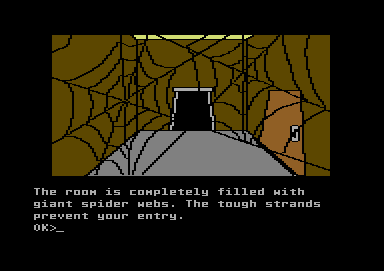 The room is completely filled with
giant spider webs. The tough strands
prevent your entry.
OK>_